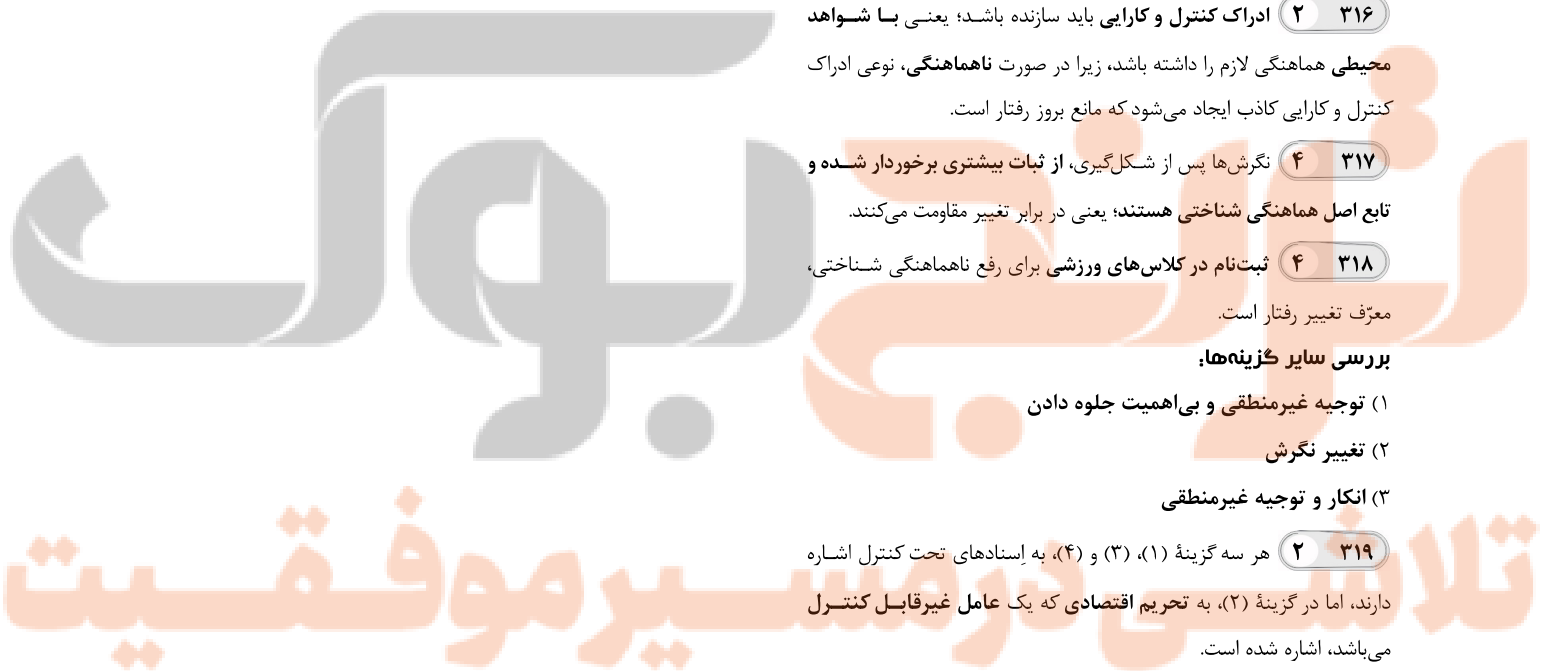 ۳۱۶ ۲ ادراک کنترل و کارایی باید سازنده باشد؛ یعنی با شواهد
محیطی هماهنگی لازم را داشته باشد، زیرا در صورت ناهماهنگی، نوعی ادراک
کنترل و کارایی کاذب ایجاد می‌شود که مانع بروز رفتار است.
۳۱۷ ۴ نگرش‌ها پس از شکل‌گیری، از ثبات بیشتری برخوردار شده و
تابع اصل هماهنگی شناختی هستند؛ یعنی در برابر تغییر مقاومت می‌کنند.
۳۱۸ ۴ ثبت‌نام در کلاس‌های ورزشی برای رفع ناهماهنگی شناختی،
معرّف تغییر رفتار است.
بررسی سایر گزینه‌ها:
۱) توجیه غیرمنطقی و بی‌اهمیت جلوه دادن
۲) تغییر نگرش
۳) انکار و توجیه غیرمنطقی
۳۱۹ ۲ هر سه گزینهٔ (۱)، (۳) و (۴)، به اِسنادهای تحت کنترل اشاره
دارند، اما در گزینهٔ (۲)، به تحریم اقتصادی که یک عامل غیرقابل کنترل
می‌باشد، اشاره شده است.
ترنج بوک
تلاشی در مسیر موفقیت